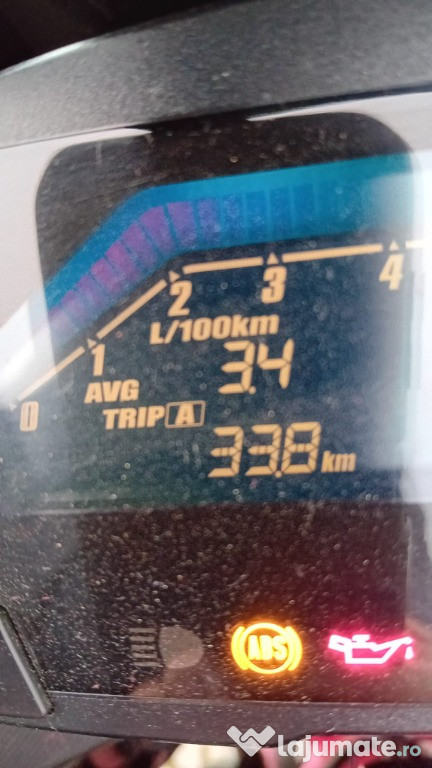 0 1 2 3 4
L/100km
AVG 3.4
TRIP A
33.8 km
ABS
Lajumate.ro